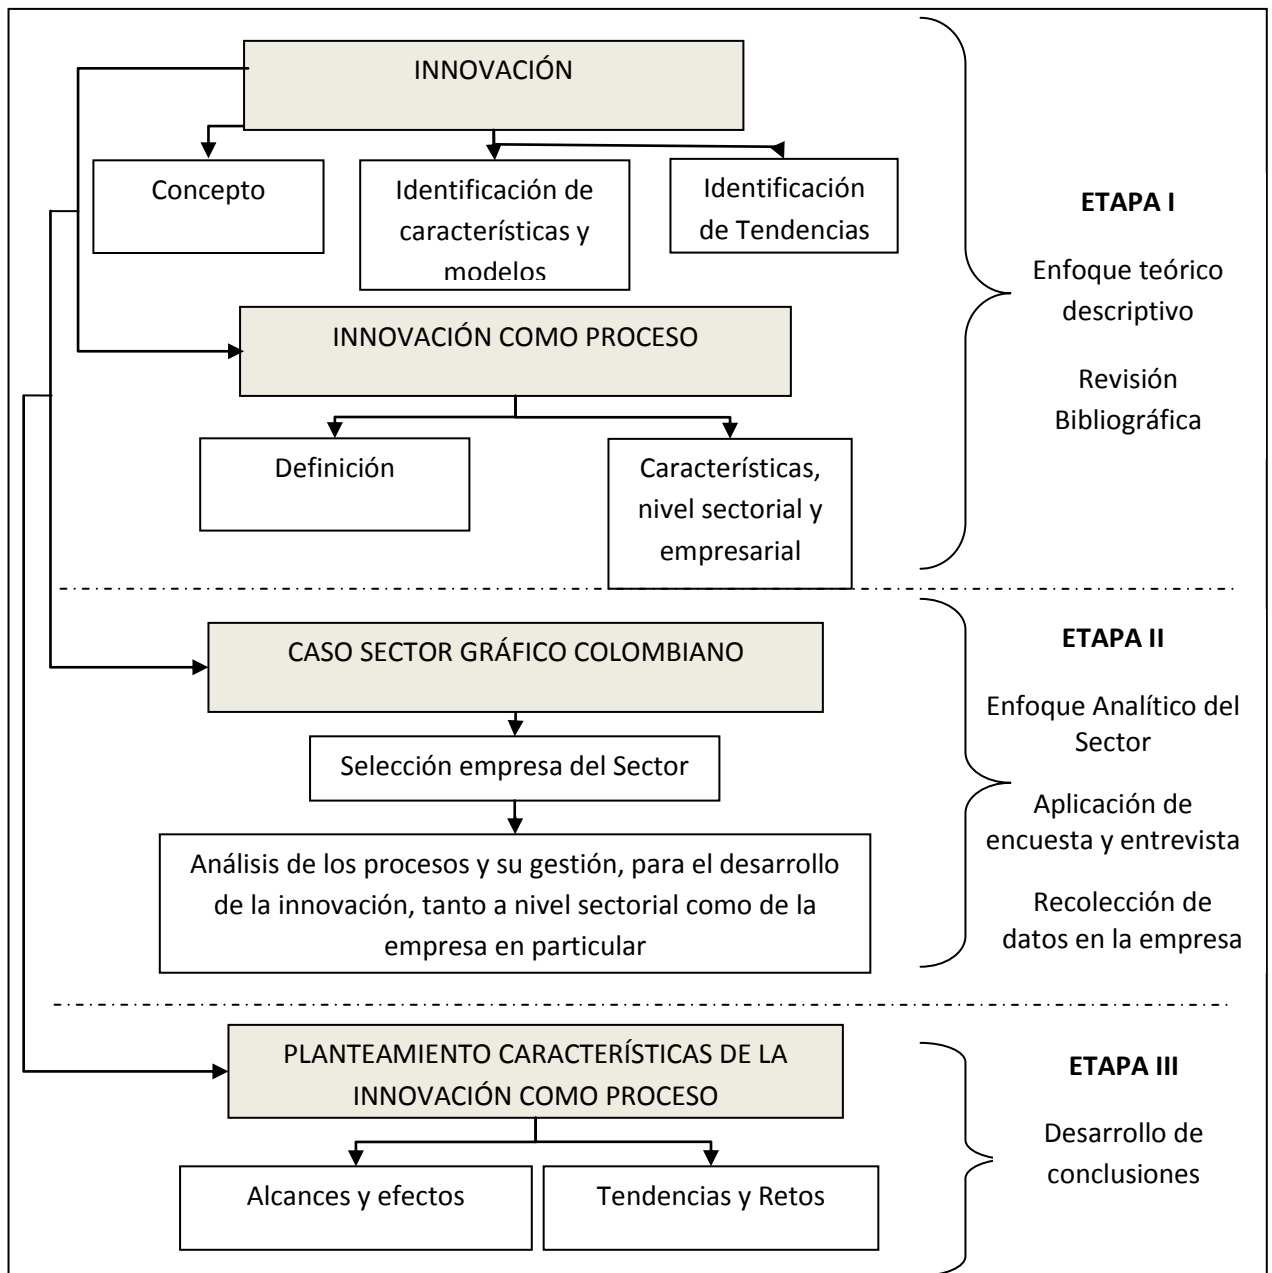 INNOVACIÓN
Concepto
Identificación de
características y
modelos
Identificación
de Tendencias
INNOVACIÓN COMO PROCESO
Definición
Características,
nivel sectorial y
empresarial
ETAPA I
Enfoque teórico
descriptivo
Revisión
Bibliográfica
CASO SECTOR GRÁFICO COLOMBIANO
Selección empresa del Sector
Análisis de los procesos y su gestión, para el desarrollo
de la innovación, tanto a nivel sectorial como de la
empresa en particular
ETAPA II
Enfoque Analítico del
Sector
Aplicación de
encuesta y entrevista
Recolección de
datos en la empresa
PLANTEAMIENTO CARACTERÍSTICAS DE LA
INNOVACIÓN COMO PROCESO
Alcances y efectos
Tendencias y Retos
ETAPA III
Desarrollo de
conclusiones